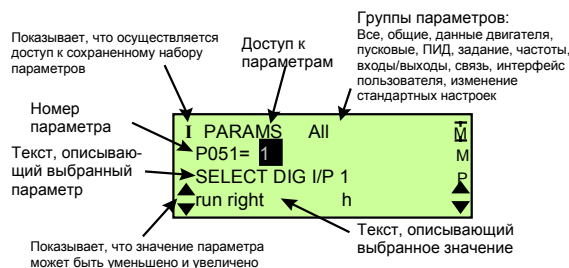 Показывает, что осуществляется
доступ к сохраненному набору
параметров
Доступ к
параметрам
Группы параметров:
Все, общие, данные двигателя,
пусковые, ПИД, задание, частоты,
входы/выходы, связь, интерфейс
пользователя, изменение
стандартных настроек
Номер
параметра
Текст, описываю-
щий выбранный
параметр
I PARAMS All M
P051= 1 M
SELECT DIG I/P 1 P
run right h
Показывает, что значение параметра
может быть уменьшено и увеличено
Текст, описывающий
выбранное значение